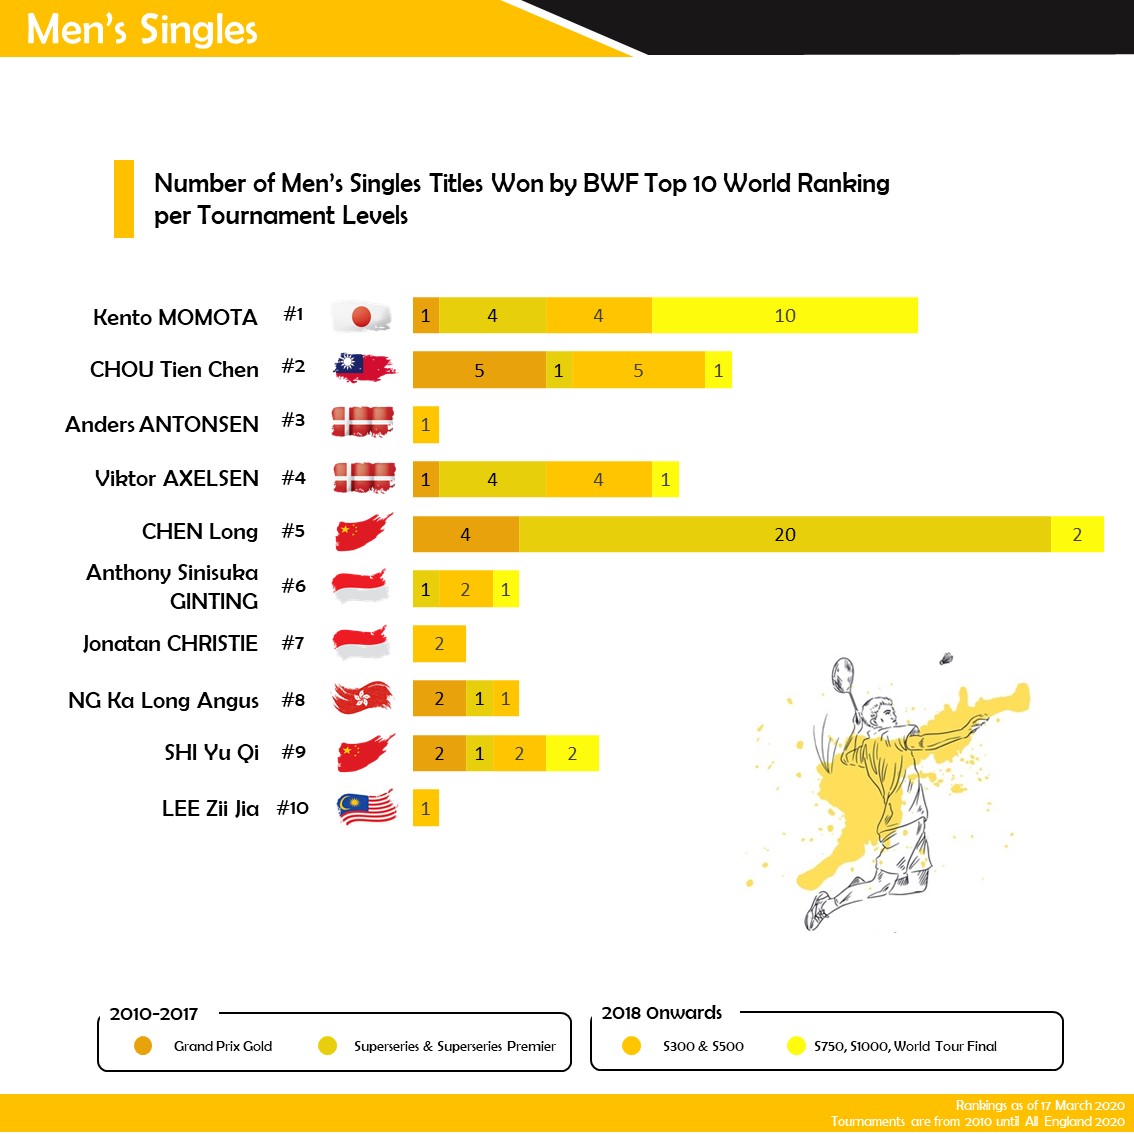 Men's Singles
Number of Men's Singles Titles Won by BWF Top 10 World Ranking
per Tournament Levels
Kento MOMOTA #1 1 4 4 10
CHOU Tien Chen #2 5 1 5 1
Anders ANTONSEN #3 1
Viktor AXELSEN #4 1 4 4 1
CHEN Long #5 4 20 2
Anthony Sinisuka
GINTING #6 1 2 1
Jonatan CHRISTIE #7 2
NG Ka Long Angus #8 2 1 1
SHI Yu Qi #9 2 1 2 2
LEE Zii Jia #10 1
2010-2017
Grand Prix Gold Superseries & Superseries Premier
2018 Onwards
S300 & S500 S750, S1000, World Tour Final
Rankings as of 17 March 2020
Tournaments are from 2010 until All England 2020